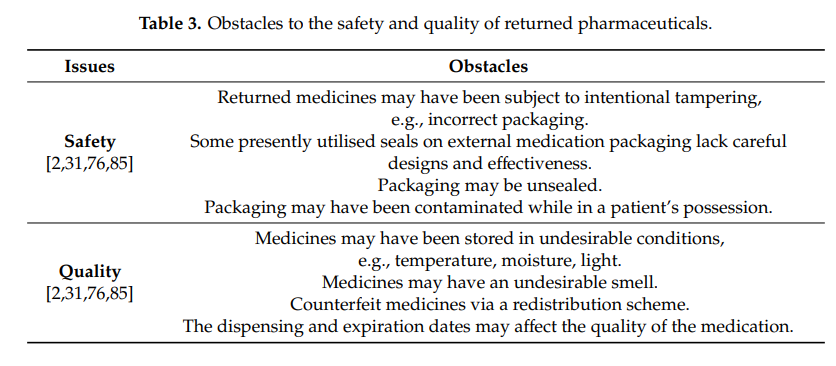 Table 3. Obstacles to the safety and quality of returned pharmaceuticals.
Issues Obstacles
Returned medicines may have been subject to intentional tampering,
e.g., incorrect packaging.
Safety Some presently utilised seals on external medication packaging lack careful
[2,31,76,85] designs and effectiveness.
Packaging may be unsealed.
Packaging may have been contaminated while in a patient's possession.
Medicines may have been stored in undesirable conditions,
e.g., temperature, moisture, light.
Quality Medicines may have an undesirable smell.
[2,31,76,85] Counterfeit medicines via a redistribution scheme.
The dispensing and expiration dates may affect the quality of the medication.